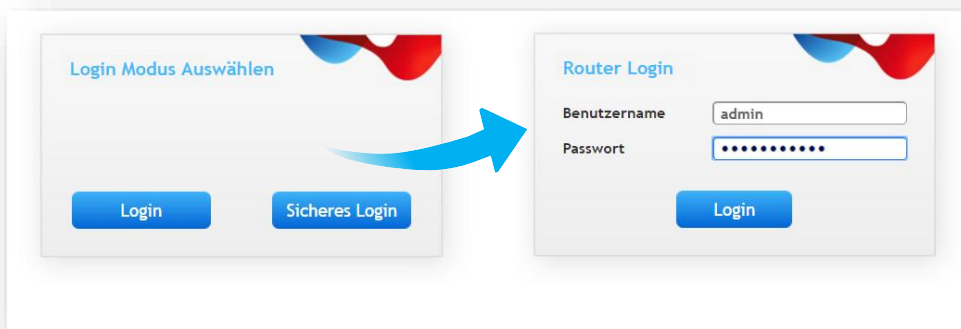 Login Modus Auswählen
Login
Sicheres Login
Router Login
Benutzername
admin
Passwort
•••••••••••
Login